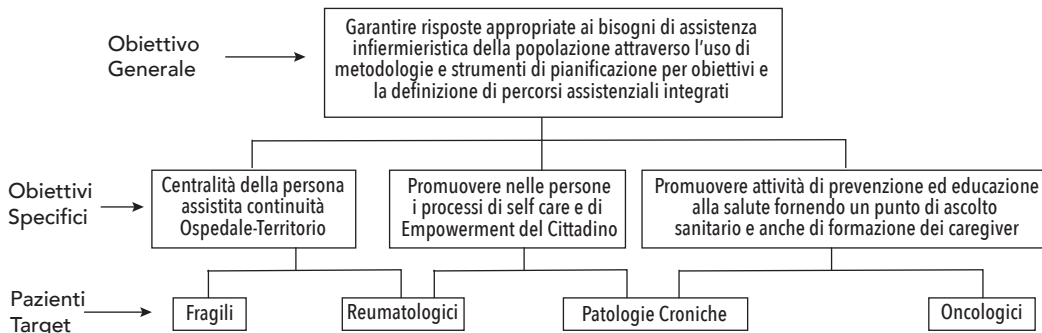 Obiettivo
Generale
Garantire risposte appropriate ai bisogni di assistenza
infiermieristica della popolazione attraverso l'uso di
metodologie e strumenti di pianificazione per obiettivi e
la definizione di percorsi assistenziali integrati
Obiettivi
Specifici
Centralità della persona
assistita continuità
Ospedale-Territorio
Promuovere nelle persone
i processi di self care e di
Empowerment del Cittadino
Promuovere attività di prevenzione ed educazione
alla salute fornendo un punto di ascolto
sanitario e anche di formazione dei caregiver
Pazienti
Target
Fragili
Reumatologici
Patologie Croniche
Oncologici